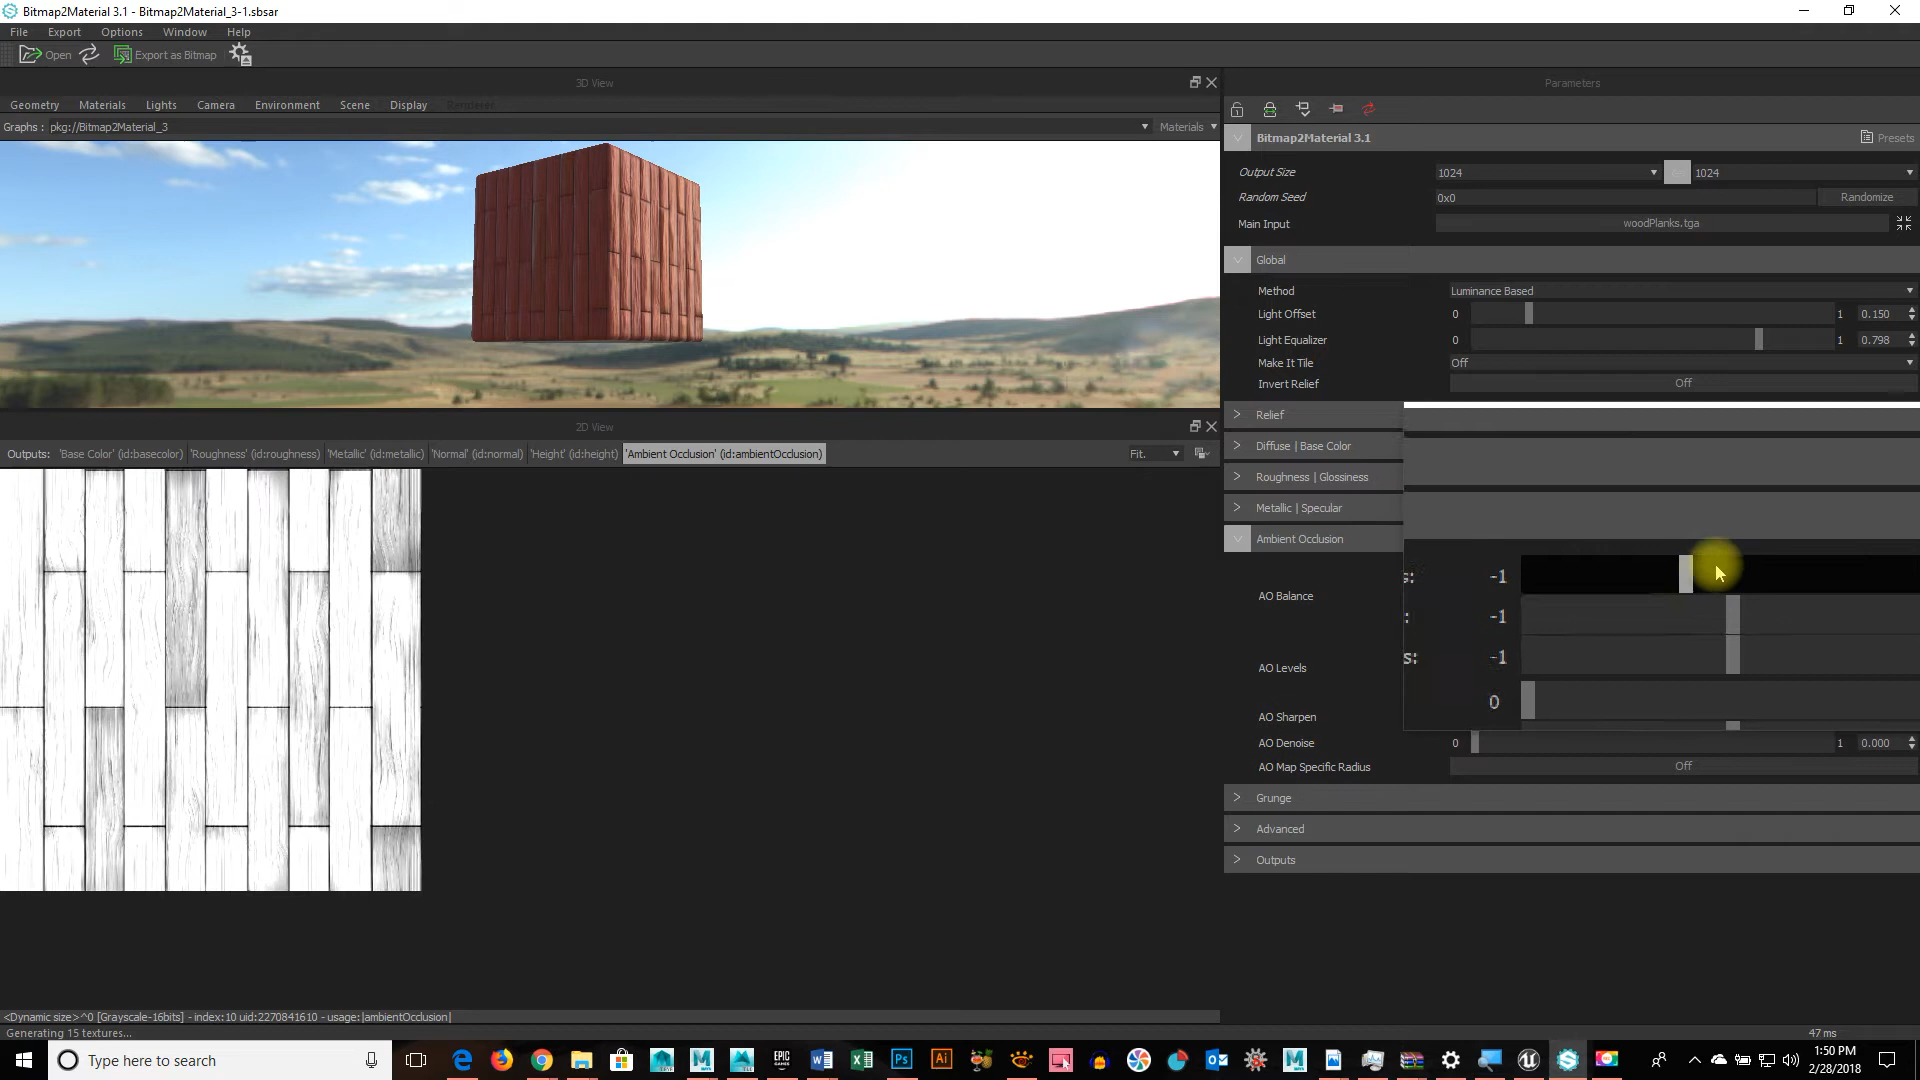 Bitmap2Material 3.1 - Bitmap2Material_3-1.sbsar
File Export Options Window Help
Open Export as Bitmap
3D View
Parameters
Geometry Materials Lights Camera Environment Scene Display Renderer
Graphs : pkg://Bitmap2Material_3 Materials
Bitmap2Material 3.1 Presets
Output Size 1024 1024
Random Seed 0x0 Randomize
Main Input woodPlanks.tga
Global
Method Luminance Based
Light Offset 0 1 0.150
Light Equalizer 0 1 0.798
Make It Tile Off
Invert Relief Off
Relief
2D View
Diffuse | Base Color
Outputs: 'Base Color' (id:basecolor) 'Roughness' (id:roughness) 'Metallic' (id:metallic) 'Normal' (id:normal) 'Height' (id:height) 'Ambient Occlusion' (id:ambientOcclusion) Fit.
Roughness | Glossiness
Metallic | Specular
Ambient Occlusion
s: -1
AO Balance
: -1
s: -1
AO Levels
0
AO Sharpen
AO Denoise 0 1 0.000
AO Map Specific Radius Off
Grunge
Advanced
Outputs
<Dynamic size>^0 [Grayscale-16bits] - index:10 uid:2270841610 - usage:|ambientOcclusion|
Generating 15 textures... 47 ms
Type here to search
1:50 PM
2/28/2018